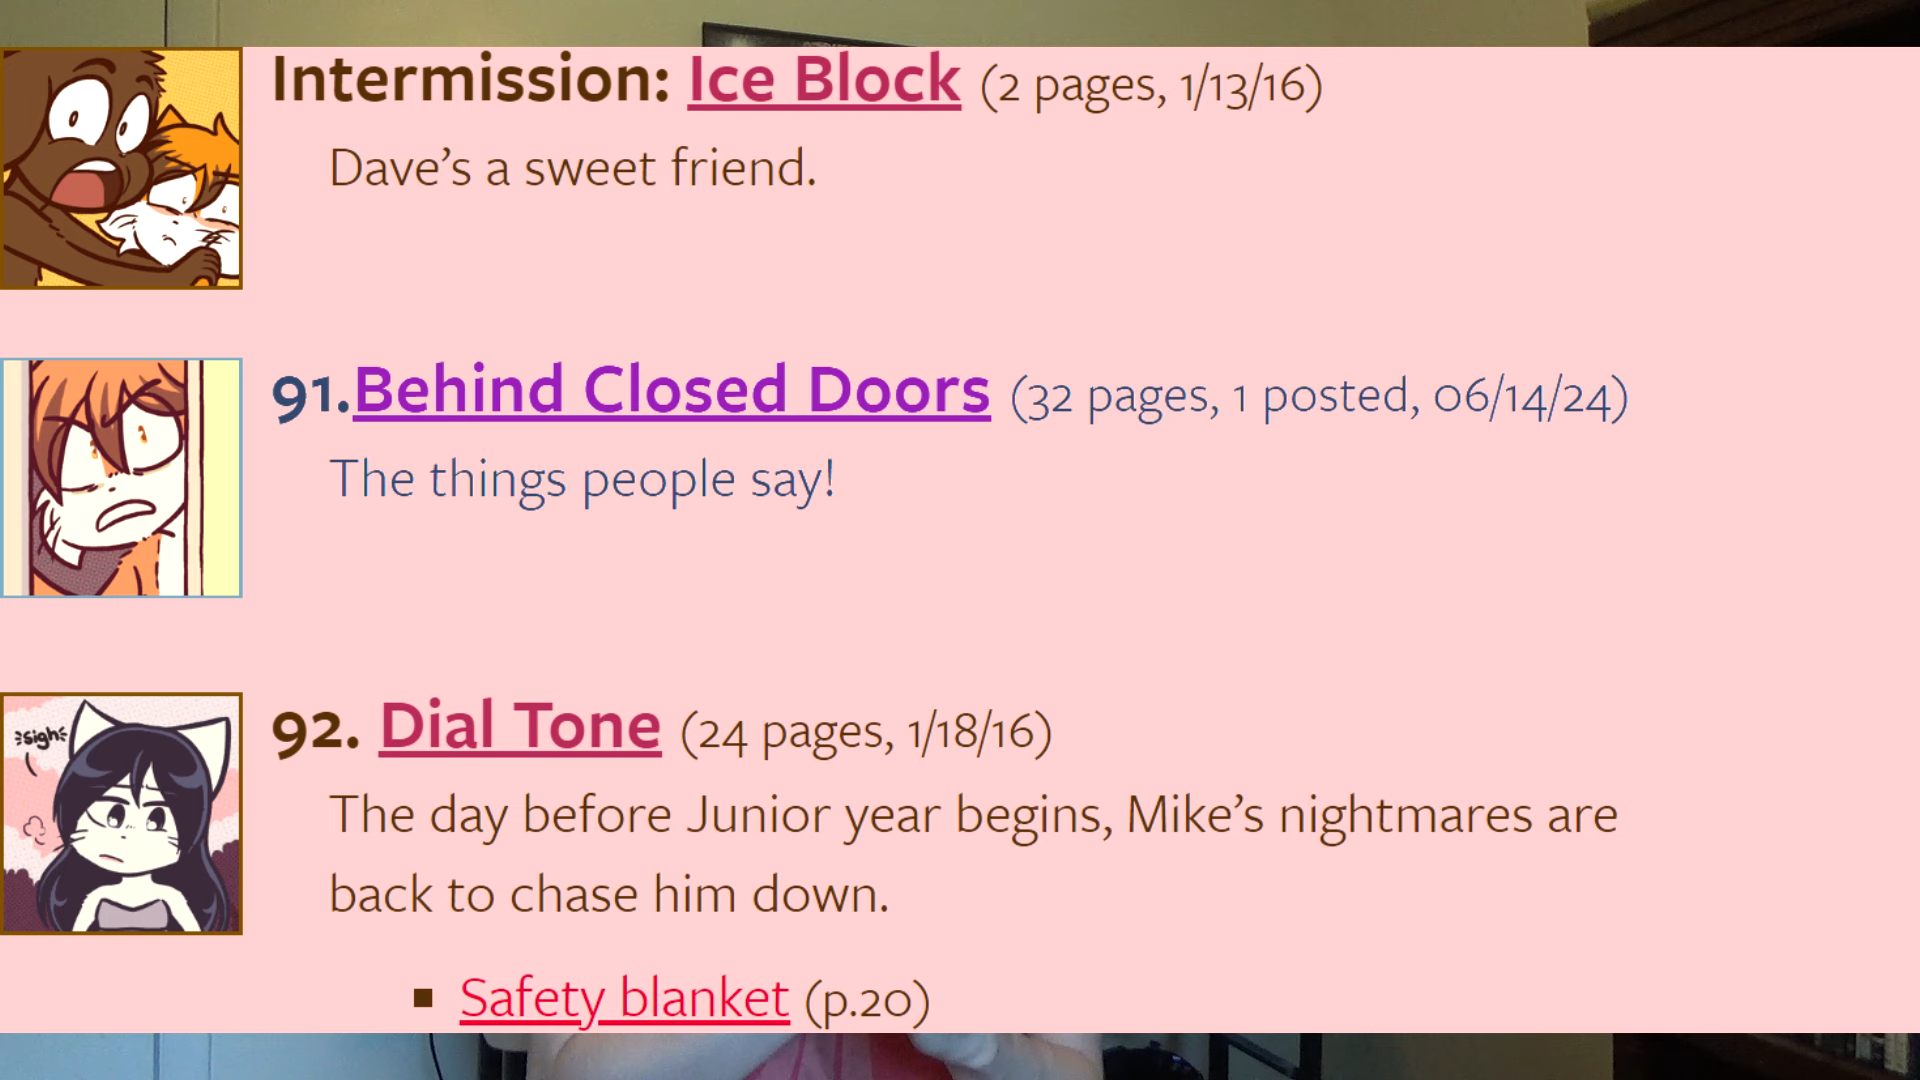 Intermission: Ice Block (2 pages, 1/13/16)
Dave's a sweet friend.
91.Behind Closed Doors (32 pages, 1 posted, 06/14/24)
The things people say!
sigh
92. Dial Tone (24 pages, 1/18/16)
The day before Junior year begins, Mike's nightmares are
back to chase him down.
▪ Safety blanket (p.20)